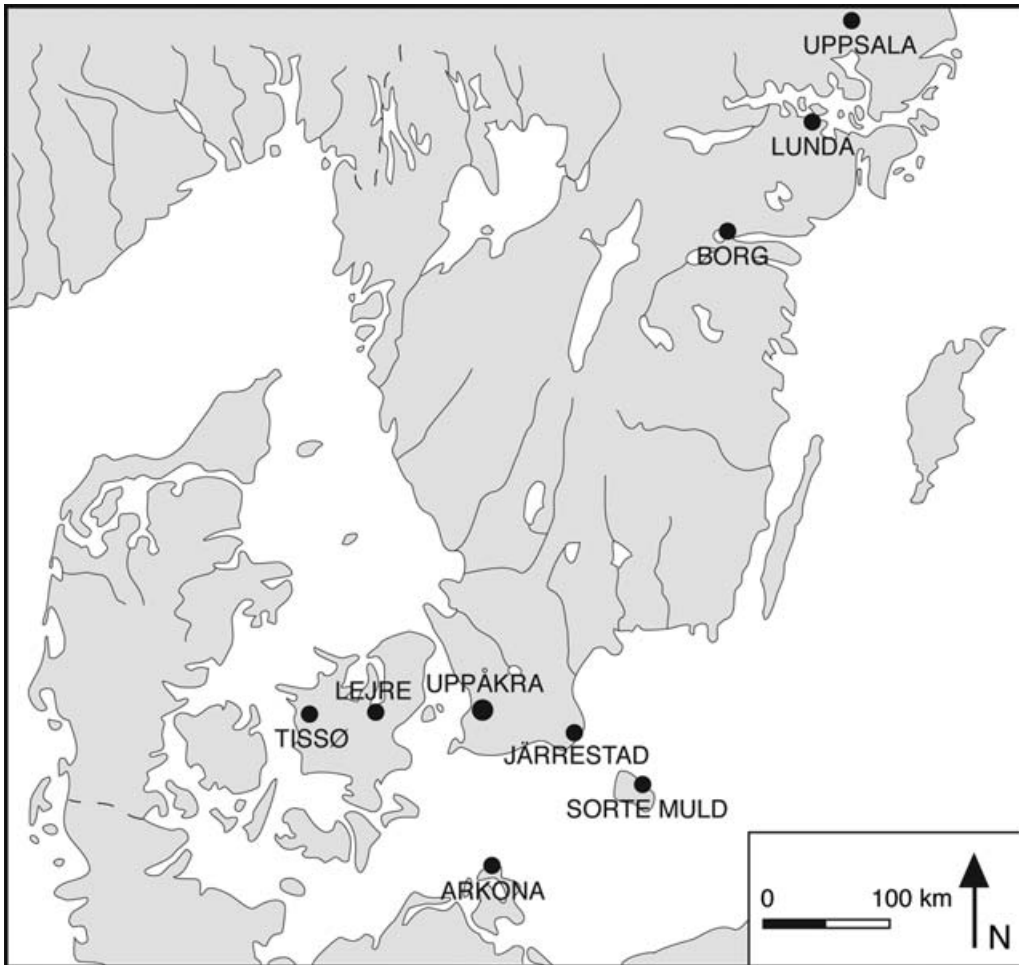 UPPSALA
LUNDA
BORG
LEJRE
UPPÅKRA
TISSØ
JÄRRESTAD
SORTE MULD
ARKONA
0 100 km
N